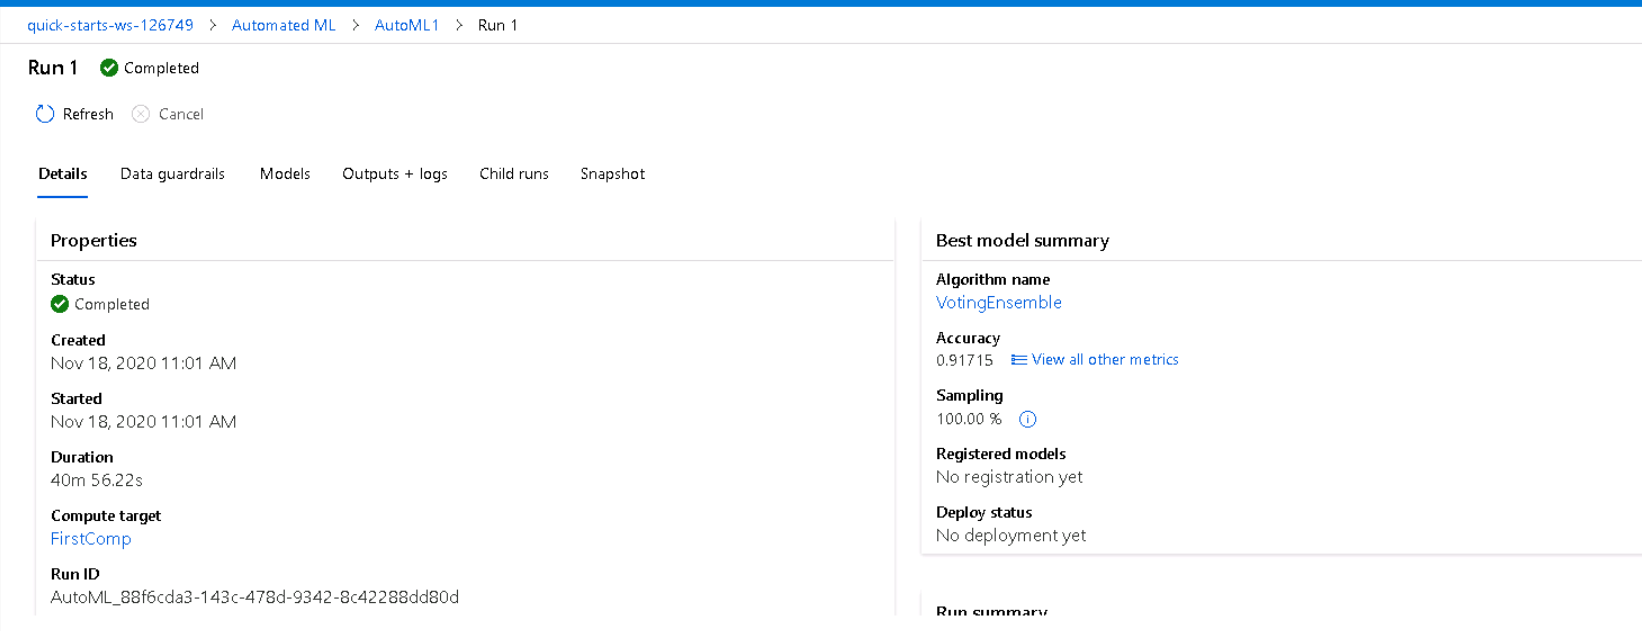 quick-starts-ws-126749 > Automated ML > AutoML1 > Run 1
Run 1 Completed
Refresh Cancel
Details Data guardrails Models Outputs + logs Child runs Snapshot
Properties
Status
Completed
Created
Nov 18, 2020 11:01 AM
Started
Nov 18, 2020 11:01 AM
Duration
40m 56.22s
Compute target
FirstComp
Run ID
AutoML_88f6cda3-143c-478d-9342-8c42288dd80d
Best model summary
Algorithm name
VotingEnsemble
Accuracy
0.91715 View all other metrics
Sampling
100.00 %
Registered models
No registration yet
Deploy status
No deployment yet
Run summary